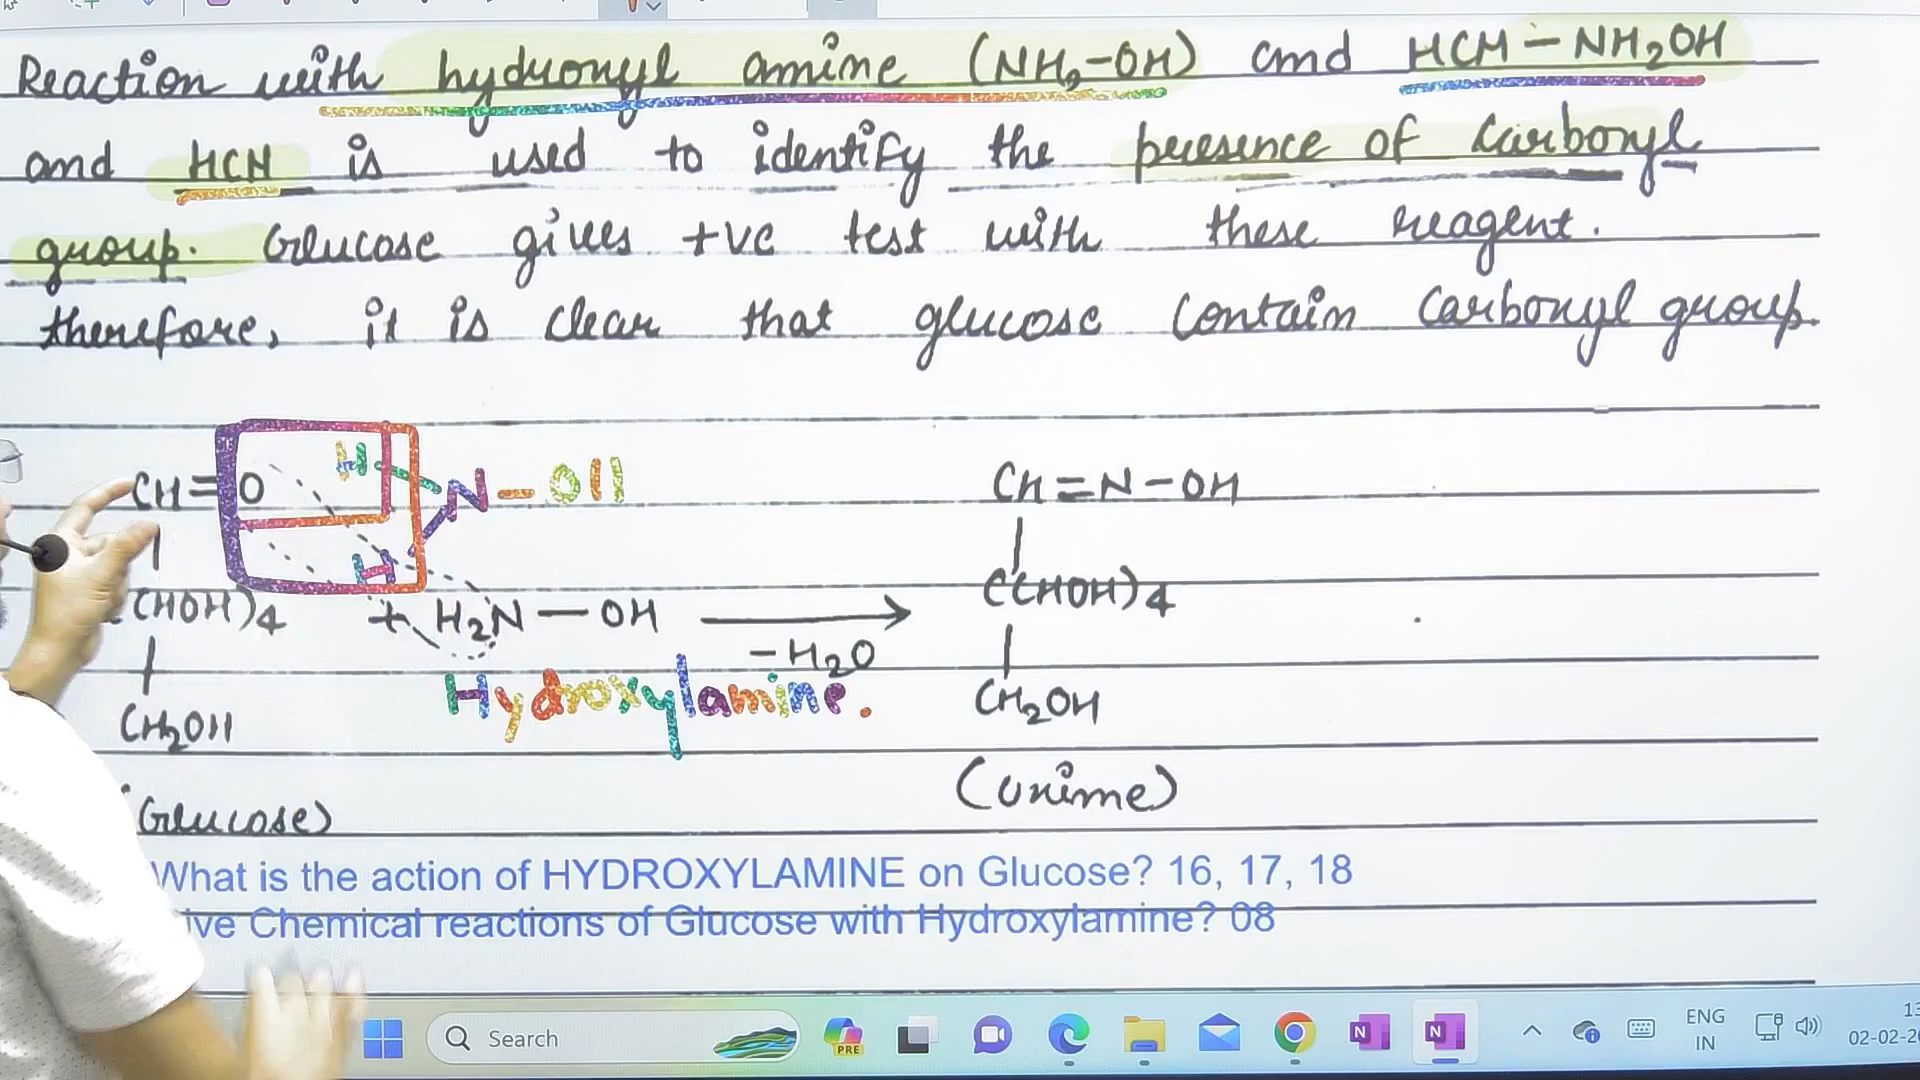 Reaction with hydroxyl amine (NH2-OH) and HCN - NH2OH
and HCN is used to identify the presence of carbonyl
group. Glucose gives +ve test with these reagent.
therefore, it is clear that glucose contain carbonyl group.
CH=O H N-OH CH=N-OH
H
(CHOH)4 + H2N-OH -H2O ((CHOH)4
Hydroxylamine.
CH2OH CH2OH
(Glucose) (oxime)
What is the action of HYDROXYLAMINE on Glucose? 16, 17, 18
ive Chemical reactions of Glucose with Hydroxylamine? 08
Search PRE N N ENG
IN
02-02-2